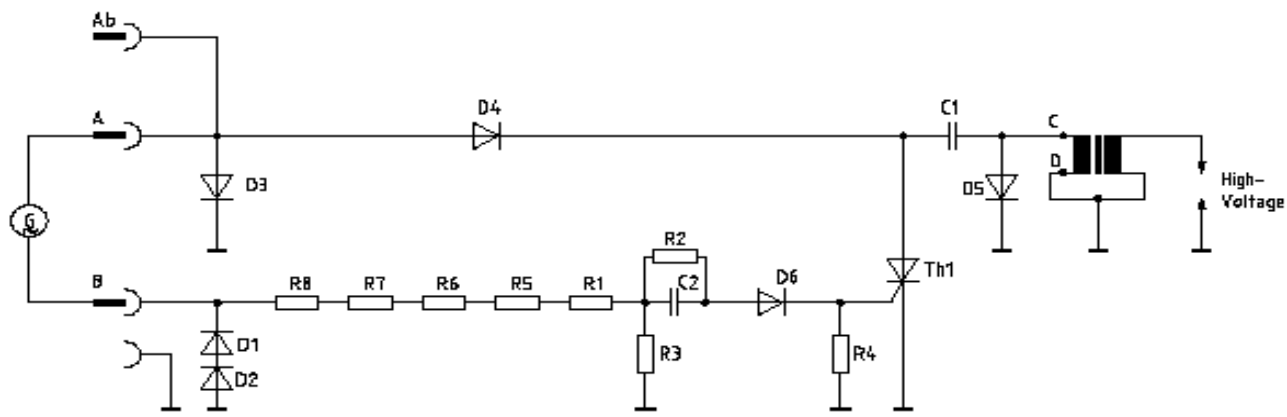 Ab
A
D4
C1
C
D
D3
D5
High-
Voltage
G
R2
B
R8
R7
R6
R5
R1
C2
D6
Th1
D1
D2
R3
R4